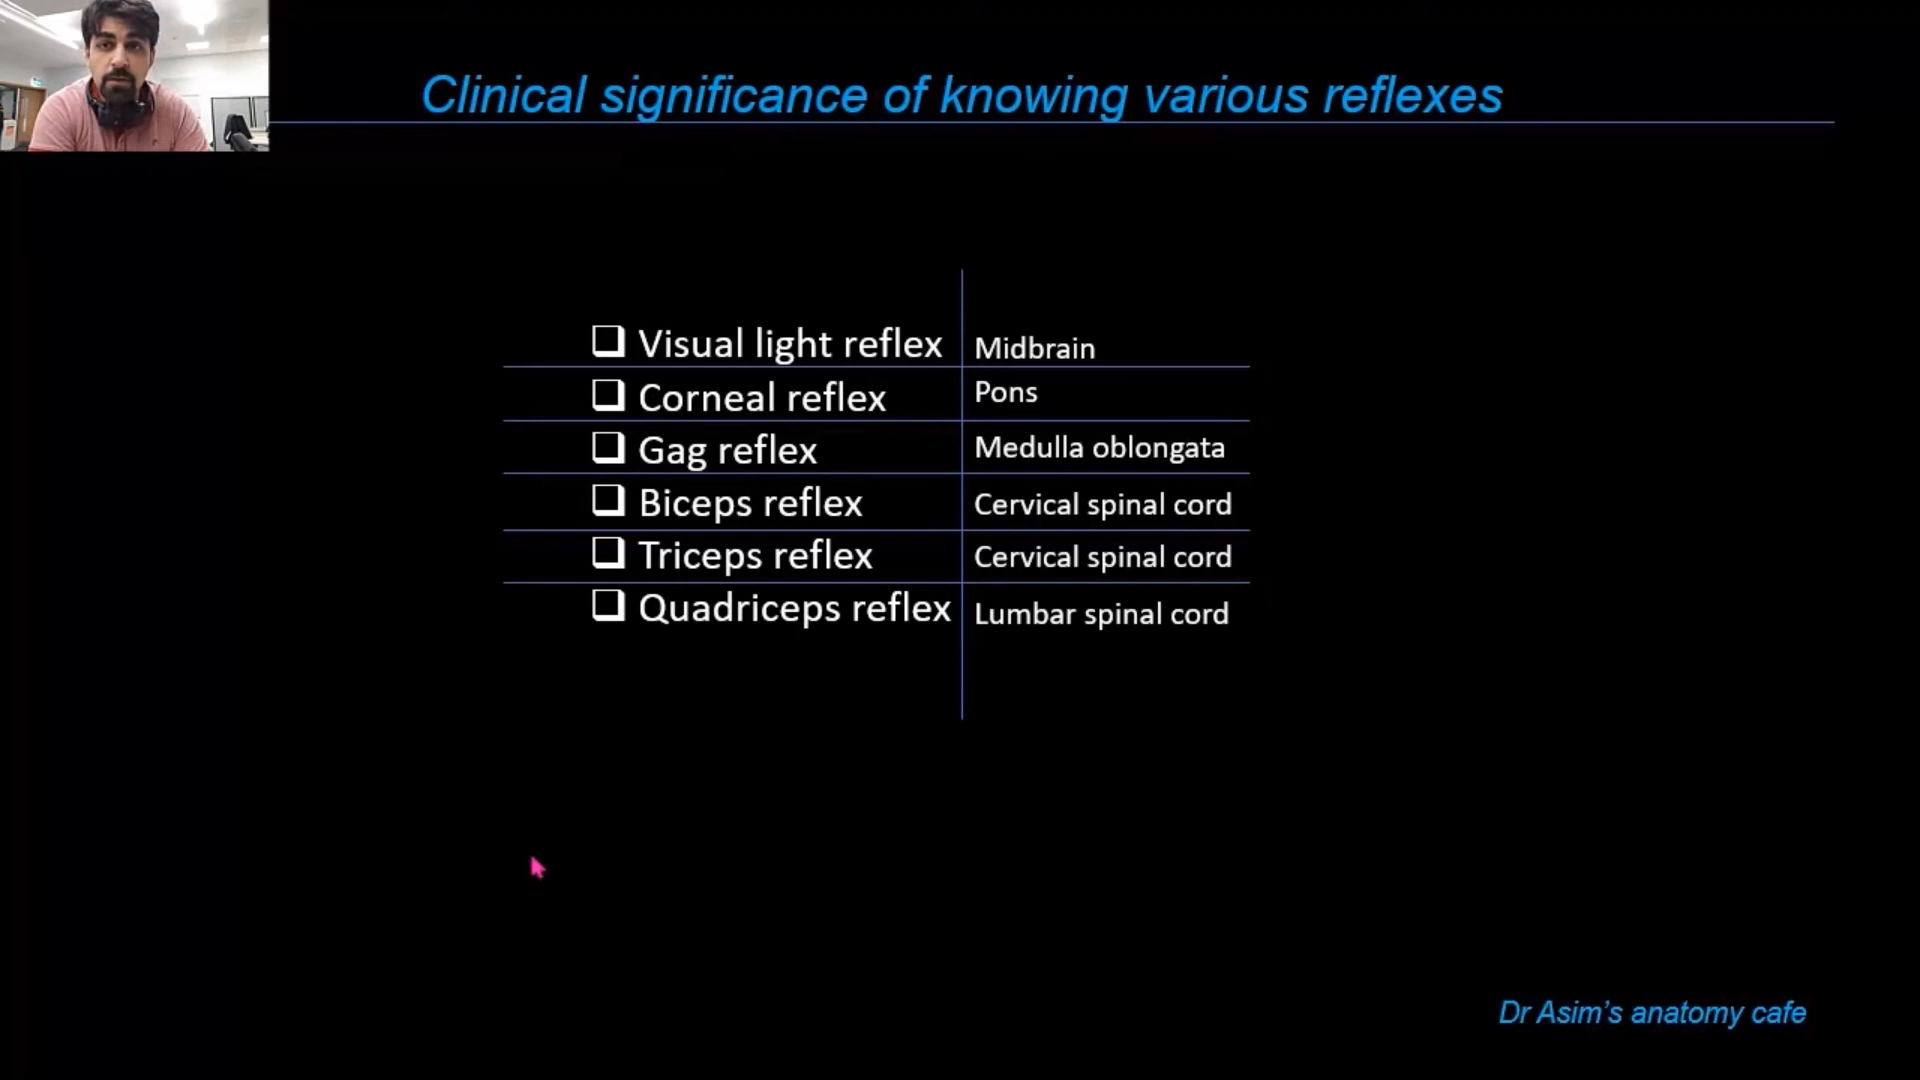 Clinical significance of knowing various reflexes
Visual light reflex Midbrain
Corneal reflex Pons
Gag reflex Medulla oblongata
Biceps reflex Cervical spinal cord
Triceps reflex Cervical spinal cord
Quadriceps reflex Lumbar spinal cord
Dr Asim's anatomy cafe